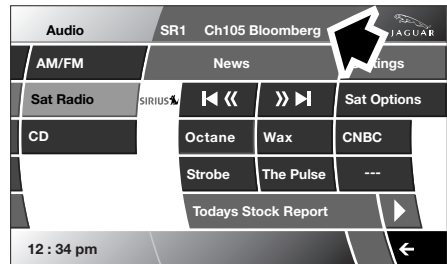 Audio SR1 Ch105 Bloomberg JAGUAR
AM/FM News
Sat Radio SIRIUS Sat Options
CD Octane Wax CNBC
Strobe The Pulse ---
Todays Stock Report
12 : 34 pm